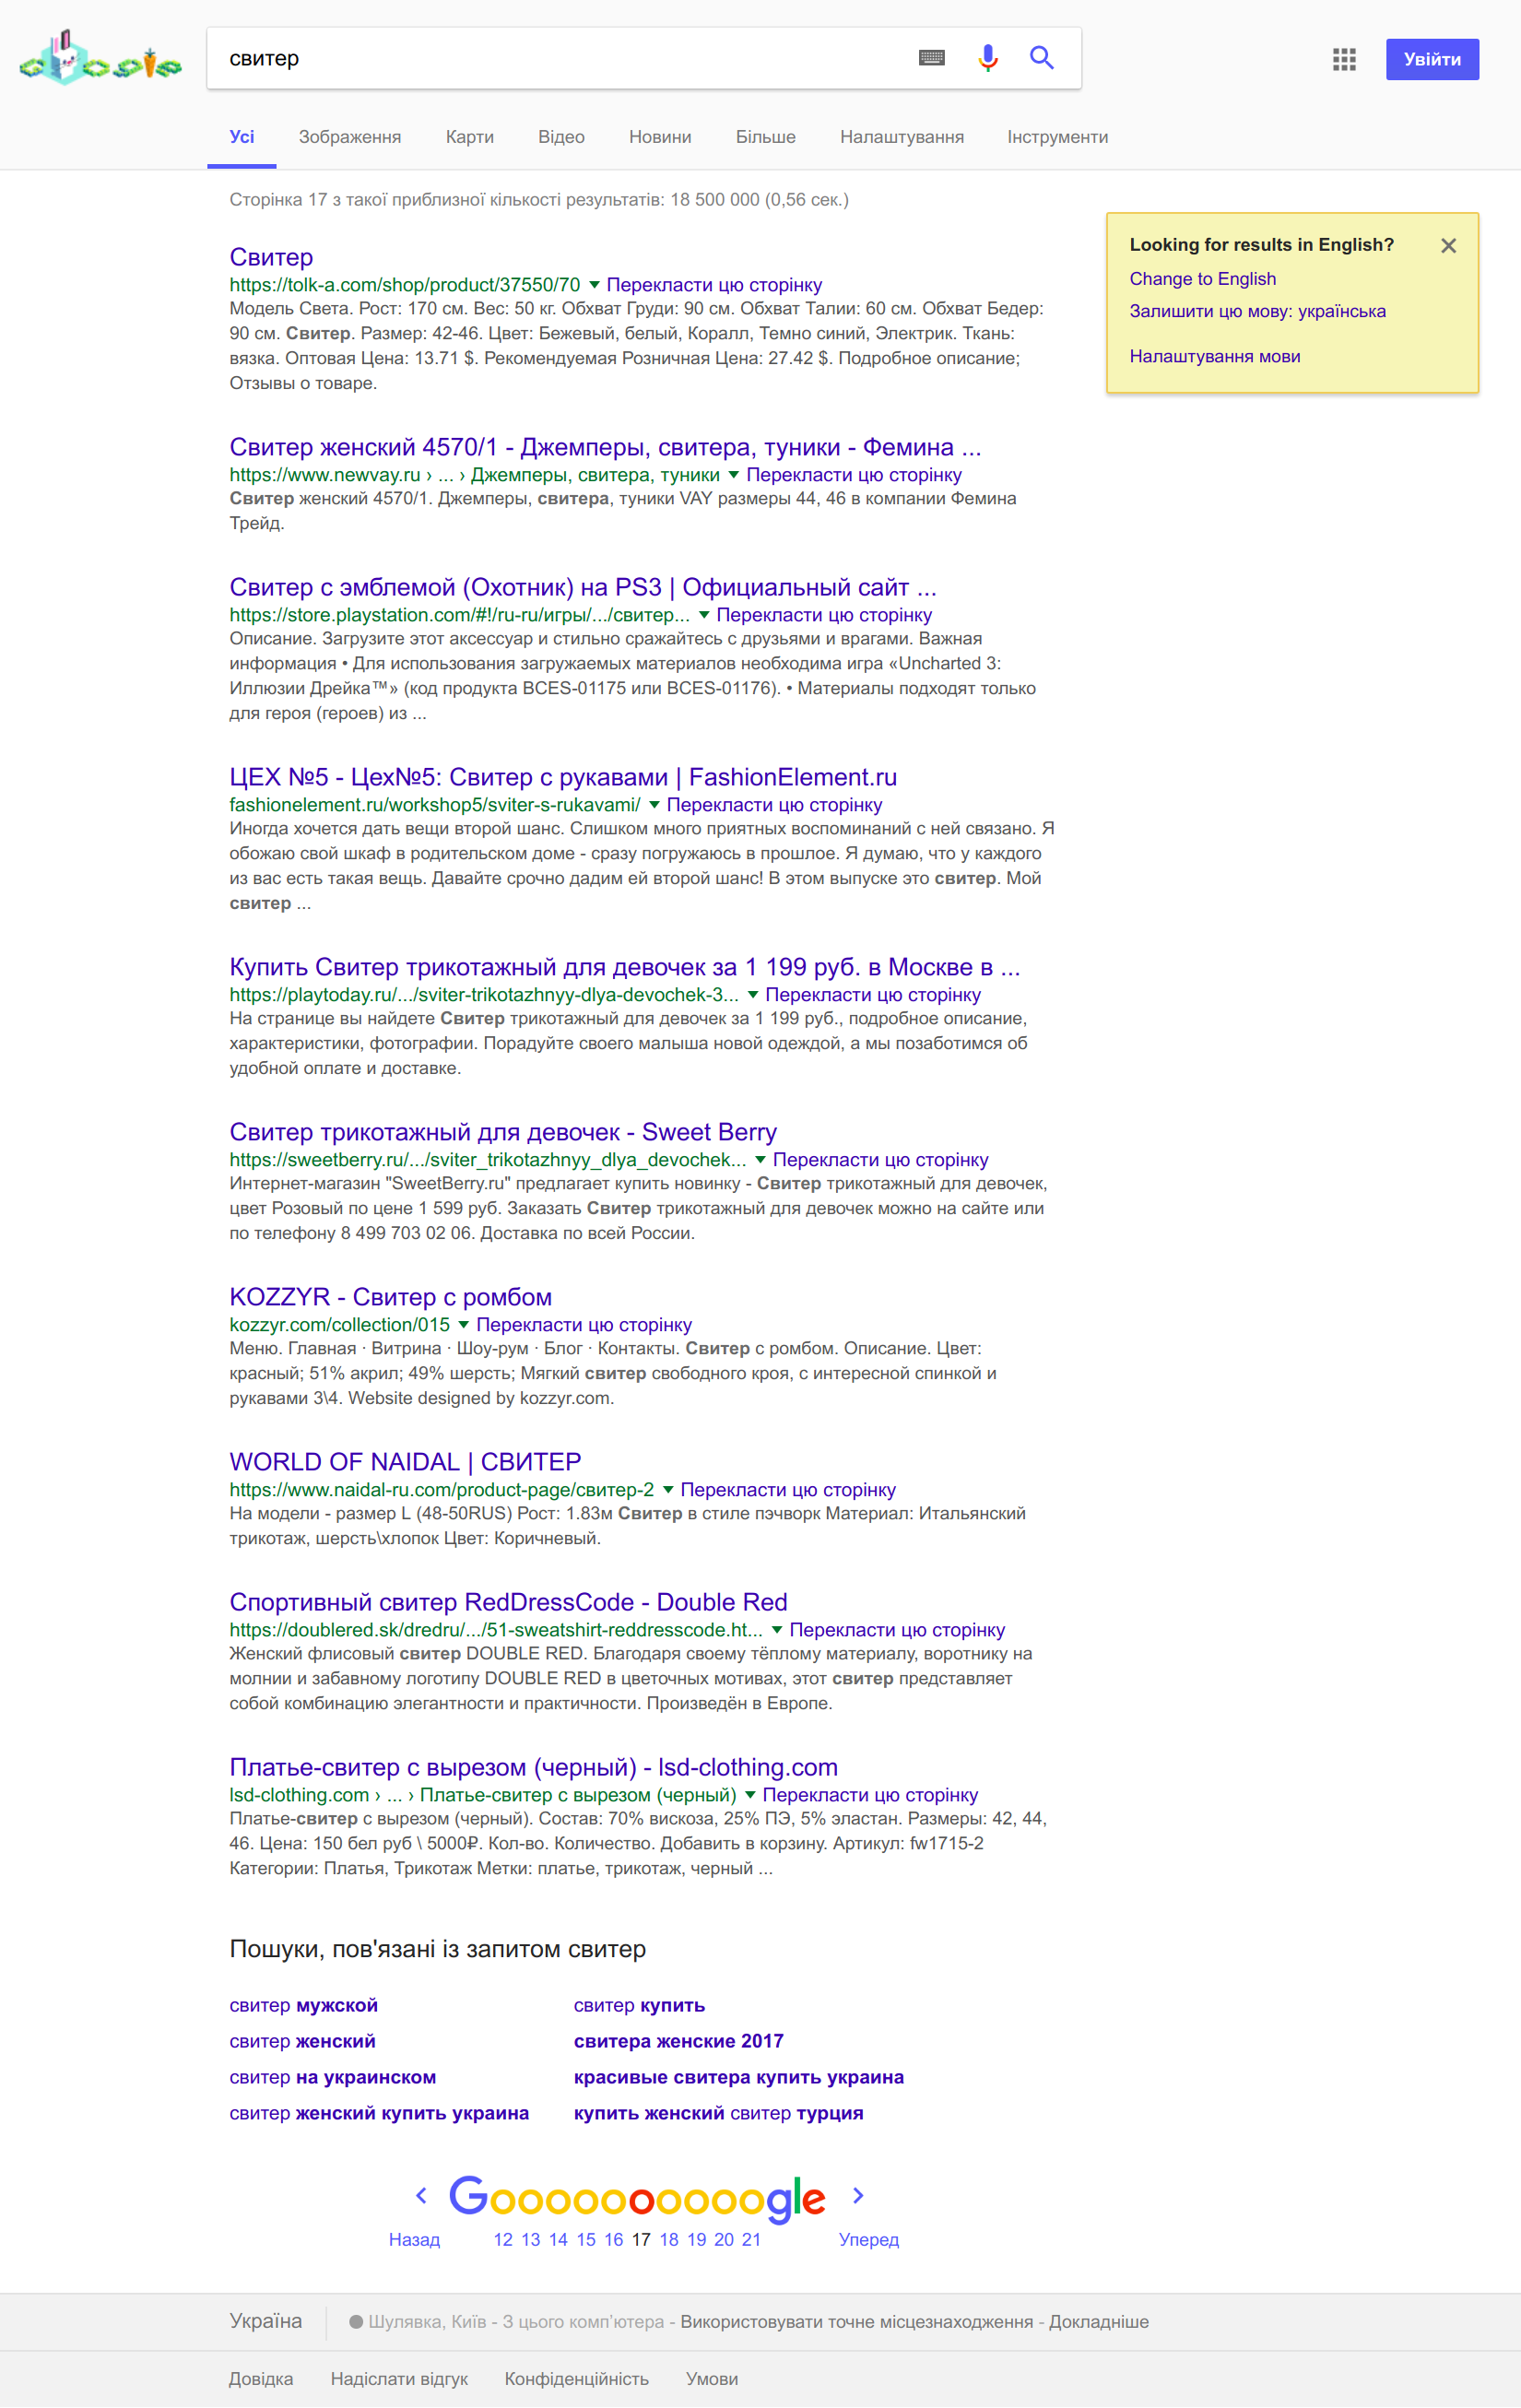 свитер
Увійти
Усі Зображення Карти Відео Новини Більше Налаштування Інструменти
Сторінка 17 з такої приблизної кількості результатів: 18 500 000 (0,56 сек.)
Looking for results in English?
Change to English
Залишити цю мову: українська
Налаштування мови
Свитер
https://tolk-a.com/shop/product/37550/70 Перекласти цю сторінку
Модель Света. Рост: 170 см. Вес: 50 кг. Обхват Груди: 90 см. Обхват Талии: 60 см. Обхват Бедер:
90 см. Свитер. Размер: 42-46. Цвет: Бежевый, белый, Коралл, Темно синий, Электрик. Ткань:
вязка. Оптовая Цена: 13.71 $. Рекомендуемая Розничная Цена: 27.42 $. Подробное описание;
Отзывы о товаре.
Свитер женский 4570/1 - Джемперы, свитера, туники - Фемина ...
https://www.newvay.ru › ... › Джемперы, свитера, туники Перекласти цю сторінку
Свитер женский 4570/1. Джемперы, свитера, туники VAY размеры 44, 46 в компании Фемина
Трейд.
Свитер с эмблемой (Охотник) на PS3 | Официальный сайт ...
https://store.playstation.com/#!/ru-ru/игры/.../свитер... Перекласти цю сторінку
Описание. Загрузите этот аксессуар и стильно сражайтесь с друзьями и врагами. Важная
информация • Для использования загружаемых материалов необходима игра «Uncharted 3:
Иллюзии Дрейка™» (код продукта BCES-01175 или BCES-01176). • Материалы подходят только
для героя (героев) из ...
ЦЕХ №5 - Цех№5: Свитер с рукавами | FashionElement.ru
fashionelement.ru/workshop5/sviter-s-rukavami/ Перекласти цю сторінку
Иногда хочется дать вещи второй шанс. Слишком много приятных воспоминаний с ней связано. Я
обожаю свой шкаф в родительском доме - сразу погружаюсь в прошлое. Я думаю, что у каждого
из вас есть такая вещь. Давайте срочно дадим ей второй шанс! В этом выпуске это свитер. Мой
свитер ...
Купить Свитер трикотажный для девочек за 1 199 руб. в Москве в ...
https://playtoday.ru/.../sviter-trikotazhnyy-dlya-devochek-3... Перекласти цю сторінку
На странице вы найдете Свитер трикотажный для девочек за 1 199 руб., подробное описание,
характеристики, фотографии. Порадуйте своего малыша новой одеждой, а мы позаботимся об
удобной оплате и доставке.
Свитер трикотажный для девочек - Sweet Berry
https://sweetberry.ru/.../sviter_trikotazhnyy_dlya_devochek... Перекласти цю сторінку
Интернет-магазин "SweetBerry.ru" предлагает купить новинку - Свитер трикотажный для девочек,
цвет Розовый по цене 1 599 руб. Заказать Свитер трикотажный для девочек можно на сайте или
по телефону 8 499 703 02 06. Доставка по всей России.
KOZZYR - Свитер с ромбом
kozzyr.com/collection/015 Перекласти цю сторінку
Меню. Главная · Витрина · Шоу-рум · Блог · Контакты. Свитер с ромбом. Описание. Цвет:
красный; 51% акрил; 49% шерсть; Мягкий свитер свободного кроя, с интересной спинкой и
рукавами 3\4. Website designed by kozzyr.com.
WORLD OF NAIDAL | СВИТЕР
https://www.naidal-ru.com/product-page/свитер-2 Перекласти цю сторінку
На модели - размер L (48-50RUS) Рост: 1.83м Свитер в стиле пэчворк Материал: Итальянский
трикотаж, шерсть\хлопок Цвет: Коричневый.
Спортивный свитер RedDressCode - Double Red
https://doublered.sk/dredru/.../51-sweatshirt-reddresscode.ht... Перекласти цю сторінку
Женский флисовый свитер DOUBLE RED. Благодаря своему тёплому материалу, воротнику на
молнии и забавному логотипу DOUBLE RED в цветочных мотивах, этот свитер представляет
собой комбинацию элегантности и практичности. Произведён в Европе.
Платье-свитер с вырезом (черный) - lsd-clothing.com
lsd-clothing.com › ... › Платье-свитер с вырезом (черный) Перекласти цю сторінку
Платье-свитер с вырезом (черный). Состав: 70% вискоза, 25% ПЭ, 5% эластан. Размеры: 42, 44,
46. Цена: 150 бел руб \ 5000₽. Кол-во. Количество. Добавить в корзину. Артикул: fw1715-2
Категории: Платья, Трикотаж Метки: платье, трикотаж, черный ...
Пошуки, пов'язані із запитом свитер
свитер мужской свитер купить
свитер женский свитера женские 2017
свитер на украинском красивые свитера купить украина
свитер женский купить украина купить женский свитер турция
Goooooooooogle
Назад 12 13 14 15 16 17 18 19 20 21 Уперед
Україна Шулявка, Київ - З цього комп'ютера - Використовувати точне місцезнаходження - Докладніше
Довідка Надіслати відгук Конфіденційність Умови